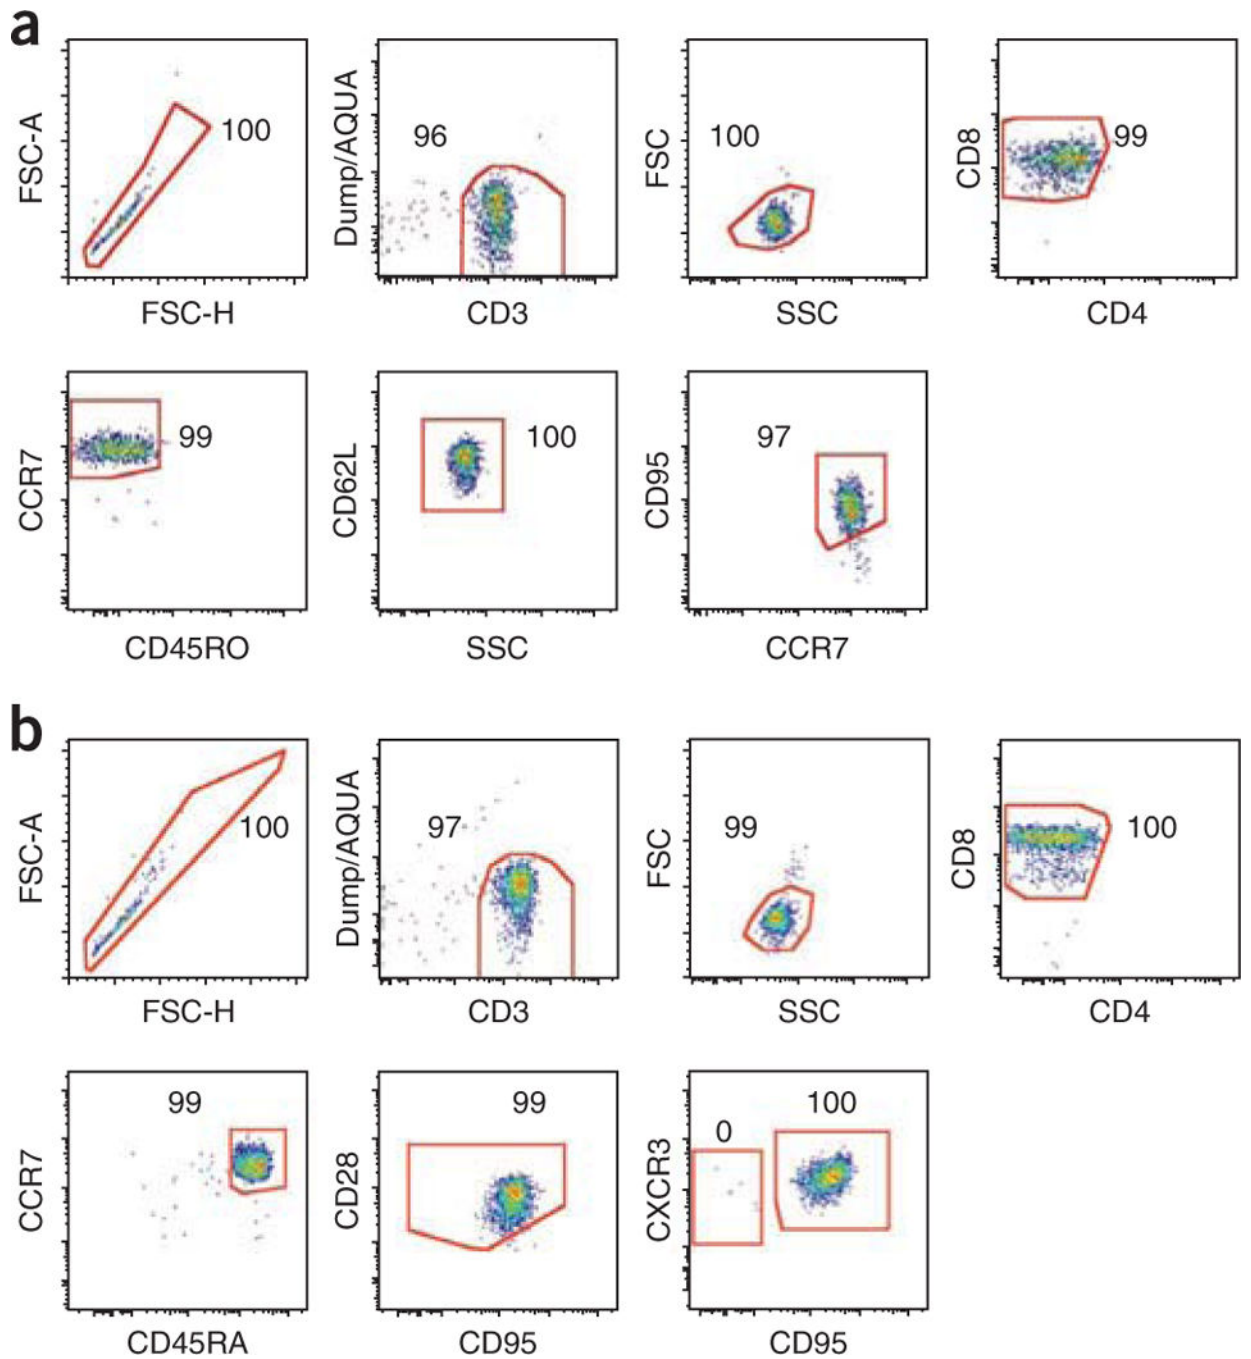 a
FSC-A
100
FSC-H
Dump/AQUA
96
CD3
FSC
100
SSC
CD8
99
CD4
CCR7
99
CD45RO
CD62L
100
SSC
CD95
97
CCR7
b
FSC-A
100
FSC-H
Dump/AQUA
97
CD3
FSC
99
SSC
CD8
100
CD4
CCR7
99
CD45RA
CD28
99
CD95
CXCR3
0
100
CD95